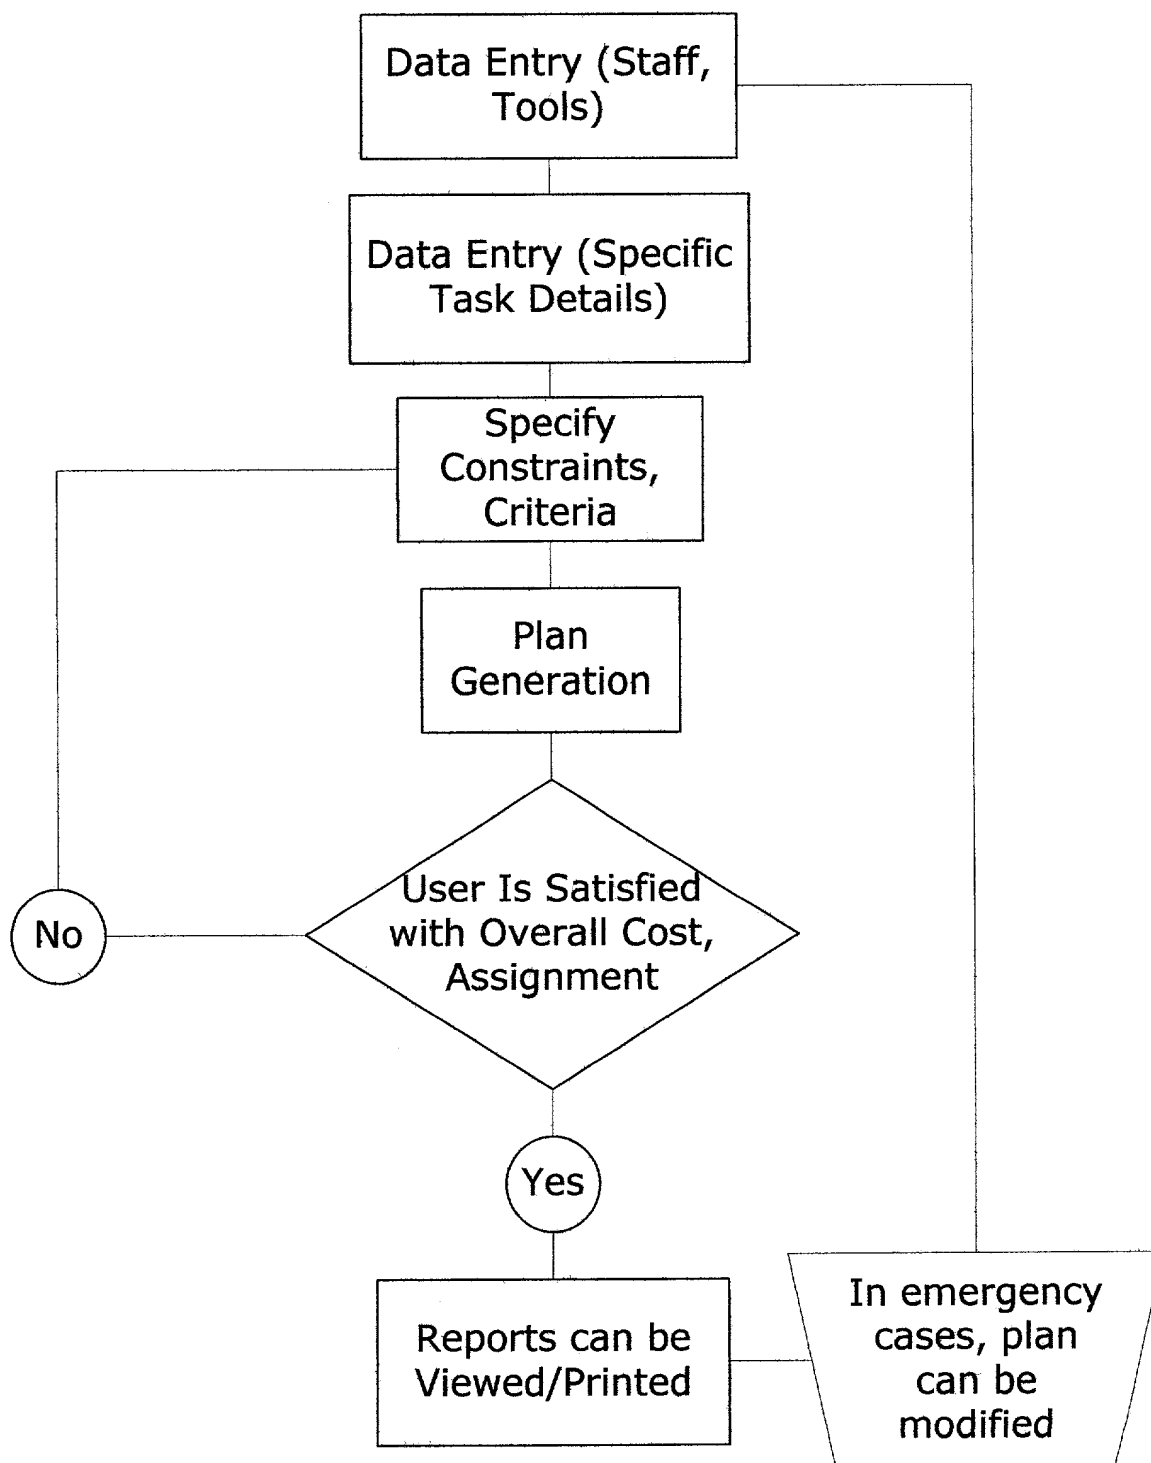 Data Entry (Staff,
Tools)
Data Entry (Specific
Task Details)
Specify
Constraints,
Criteria
Plan
Generation
User Is Satisfied
with Overall Cost,
Assignment
No
Yes
Reports can be
Viewed/Printed
In emergency
cases, plan
can be
modified